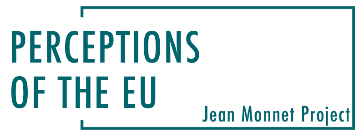 PERCEPTIONS
OF THE EU
Jean Monnet Project